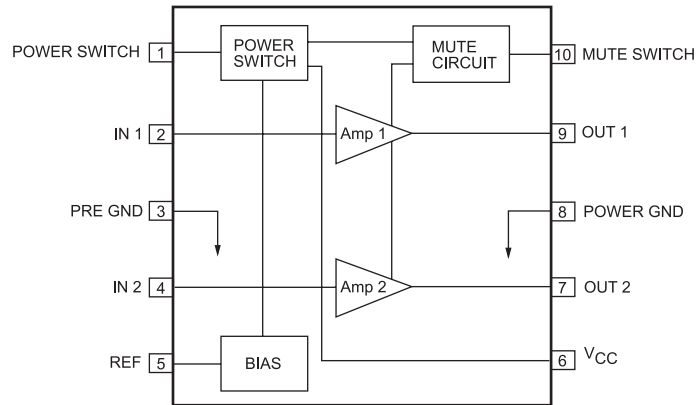 POWER SWITCH 1
POWER
SWITCH
MUTE
CIRCUIT
10 MUTE SWITCH
IN 1 2
Amp 1
9 OUT 1
PRE GND 3
8 POWER GND
IN 2 4
Amp 2
7 OUT 2
REF 5
BIAS
6 VCC